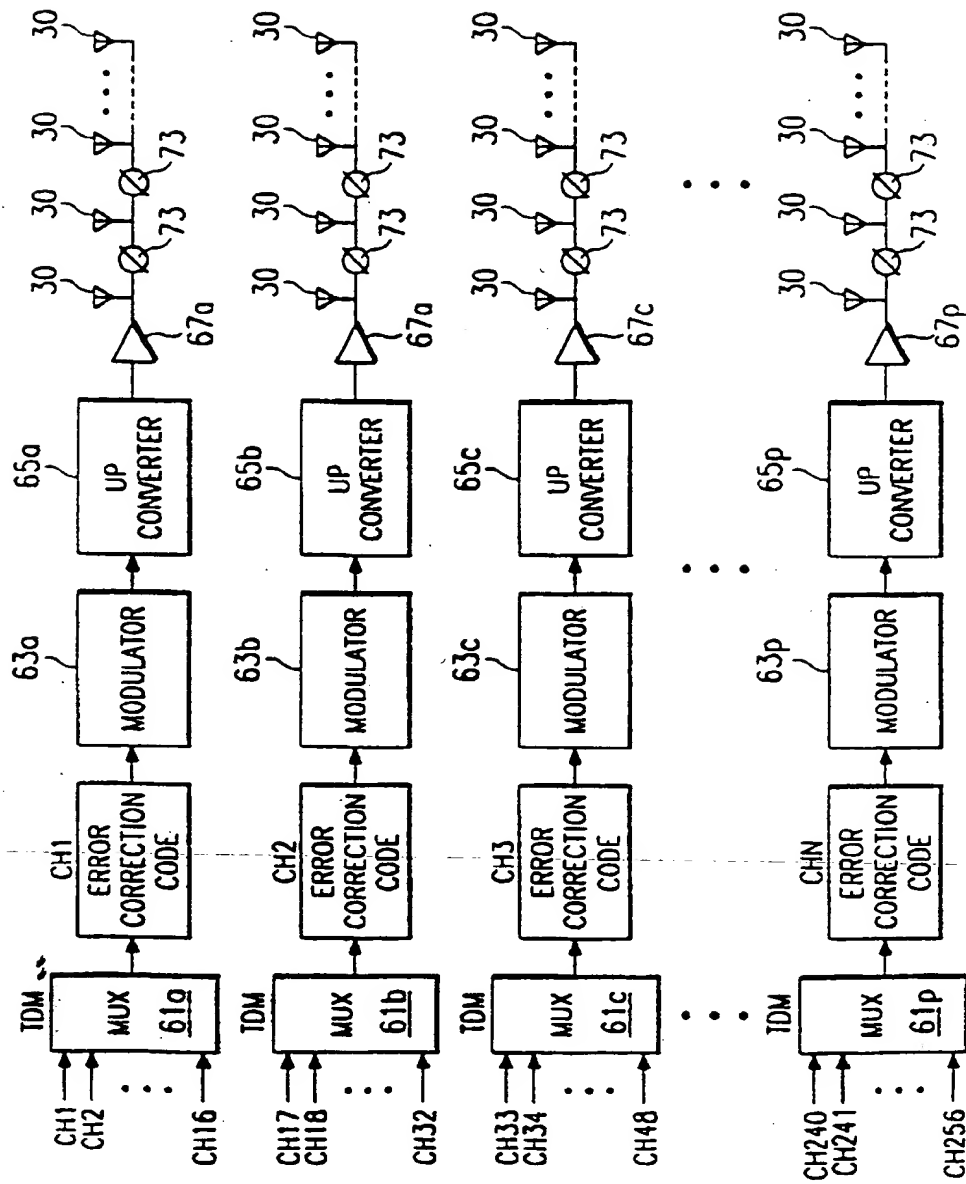 CH1
CH2
CH16
TDM
MUX
61a
CH1
ERROR
CORRECTION
CODE
63a
MODULATOR
65a
UP
CONVERTER
67a
30
30
30
30
73
73
CH17
CH18
CH32
TDM
MUX
61b
CH2
ERROR
CORRECTION
CODE
63b
MODULATOR
65b
UP
CONVERTER
67a
30
30
30
30
73
73
CH33
CH34
CH48
TDM
MUX
61c
CH3
ERROR
CORRECTION
CODE
63c
MODULATOR
65c
UP
CONVERTER
67c
30
30
30
30
73
73
CH240
CH241
CH256
TDM
MUX
61p
CHN
ERROR
CORRECTION
CODE
63p
MODULATOR
65p
UP
CONVERTER
67p
30
30
30
30
73
73